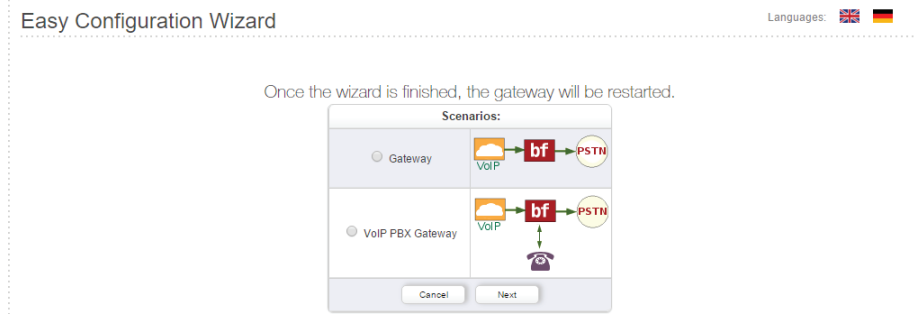 Easy Configuration Wizard
Languages:
Once the wizard is finished, the gateway will be restarted.
Scenarios:
Gateway
VoIP
bf
PSTN
VoIP PBX Gateway
VoIP
bf
PSTN
Cancel
Next